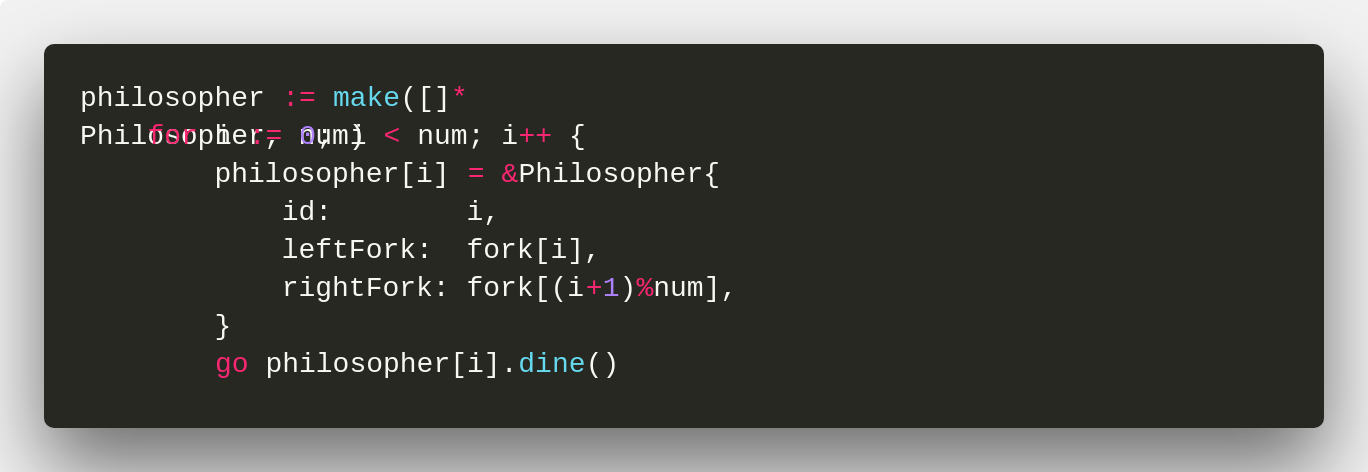 philosopher := make([]*
Philosopher, num)
for i := 0; i < num; i++ {
philosopher[i] = &Philosopher{
id:        i,
leftFork:  fork[i],
rightFork: fork[(i+1)%num],
}
go philosopher[i].dine()